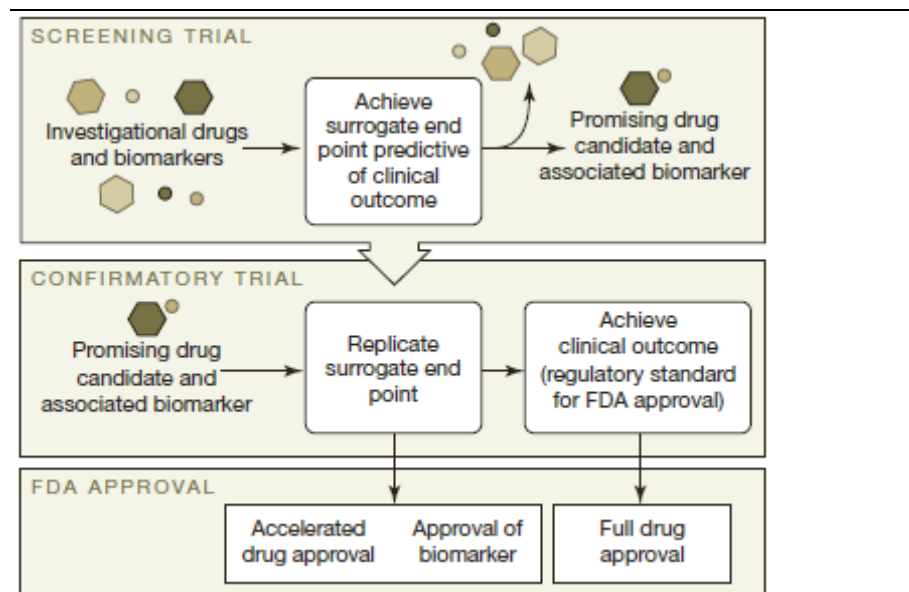 SCREENING TRIAL
Investigational drugs
and biomarkers
Achieve
surrogate end
point predictive
of clinical
outcome
Promising drug
candidate and
associated biomarker
CONFIRMATORY TRIAL
Promising drug
candidate and
associated biomarker
Replicate
surrogate end
point
Achieve
clinical outcome
(regulatory standard
for FDA approval)
FDA APPROVAL
Accelerated
drug approval
Approval of
biomarker
Full drug
approval